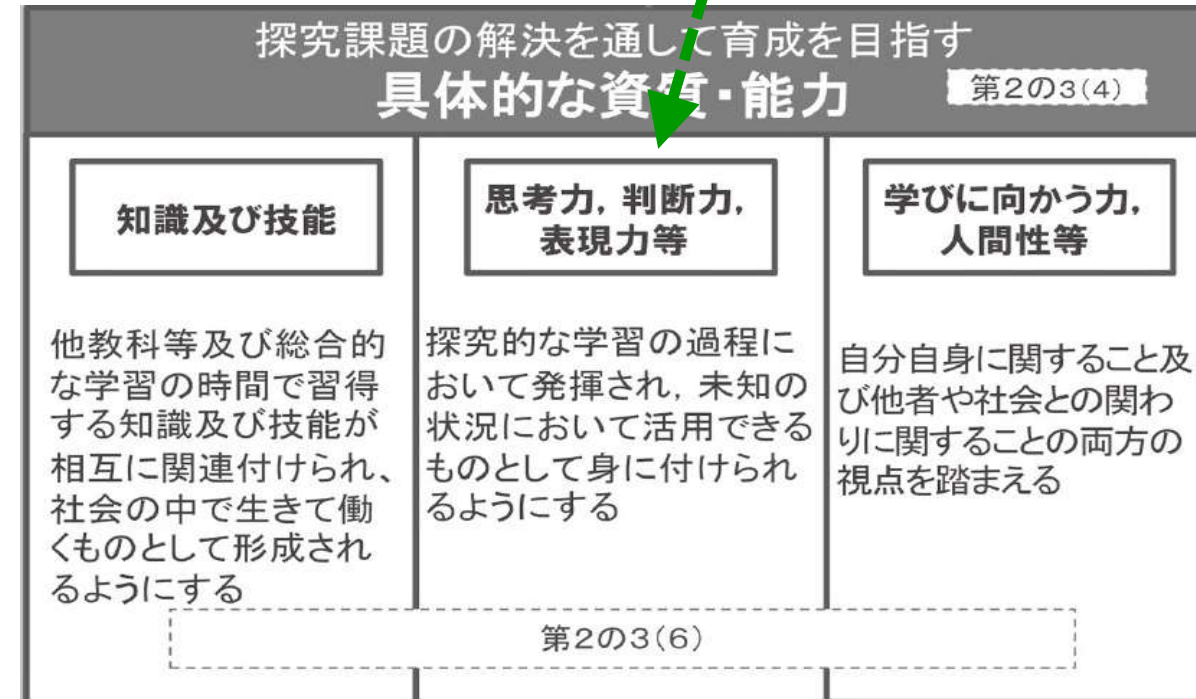 探究課題の解決を通して育成を目指す
具体的な資質・能力
第2の3(4)
知識及び技能
他教科等及び総合的
な学習の時間で習得
する知識及び技能が
相互に関連付けられ、
社会の中で生きて働
くものとして形成され
るようにする
思考力，判断力，
表現力等
探究的な学習の過程に
おいて発揮され，未知の
状況において活用できる
ものとして身に付けられ
るようにする
学びに向かう力，
人間性等
自分自身に関すること及
び他者や社会との関わ
りに関することの両方の
視点を踏まえる
第2の3(6)